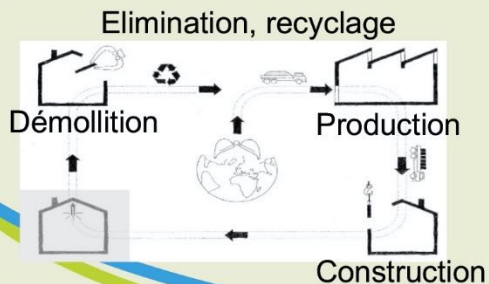 Elimination, recyclage
Démollition
Production
Construction